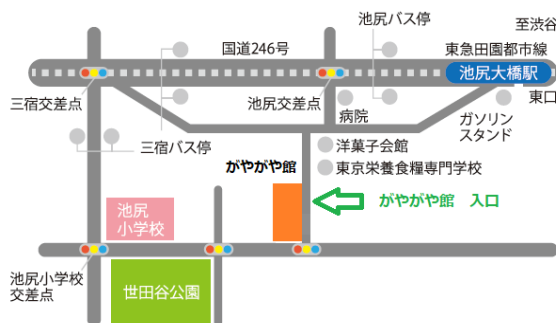 池尻バス停
至渋谷
国道246号
東急田園都市線
池尻大橋駅
三宿交差点
池尻交差点
東口
病院
ガソリン
スタンド
三宿バス停
洋菓子会館
がやがや館
東京栄養食糧専門学校
がやがや館 入口
池尻
小学校
池尻小学校
交差点
世田谷公園